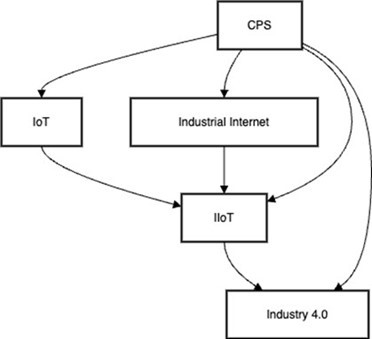 CPS
IoT
Industrial Internet
IIoT
Industry 4.0